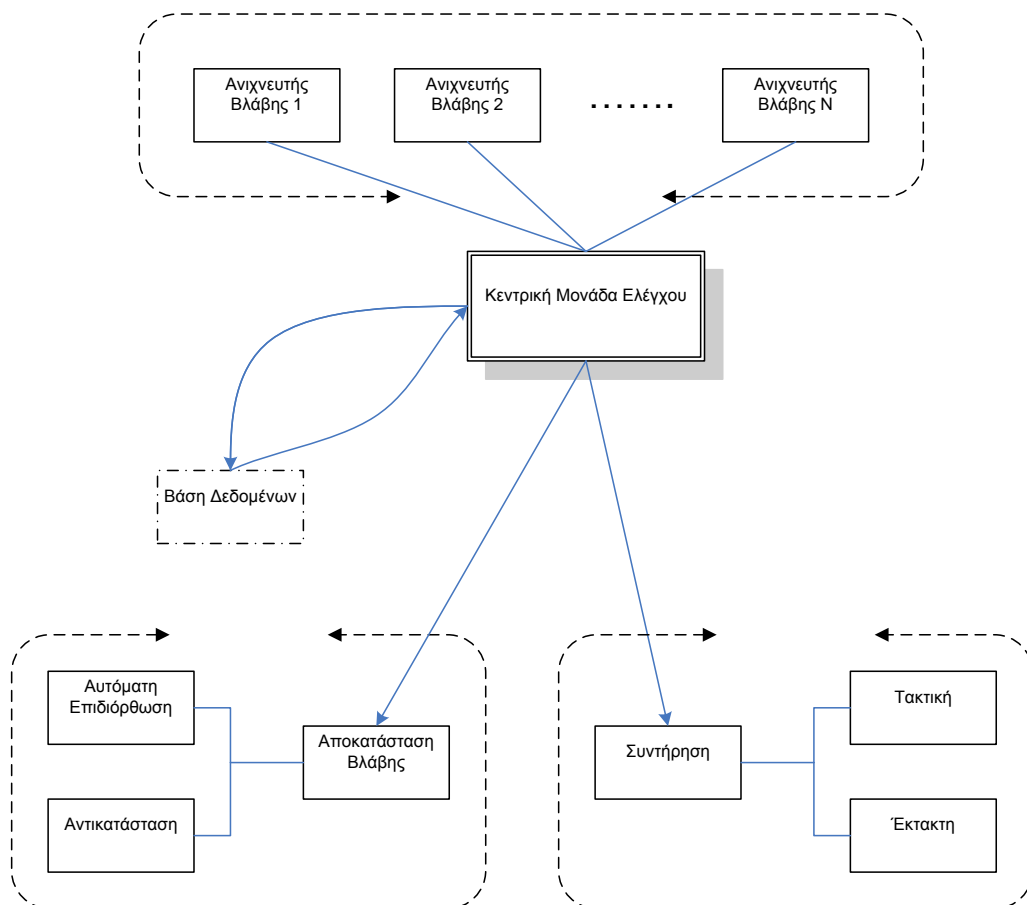 Ανιχνευτής
Βλάβης 1
Ανιχνευτής
Βλάβης 2
.......
Ανιχνευτής
Βλάβης Ν
Κεντρική Μονάδα Ελέγχου
Βάση Δεδομένων
Αυτόματη
Επιδιόρθωση
Αποκατάσταση
Βλάβης
Αντικατάσταση
Συντήρηση
Τακτική
Έκτακτη